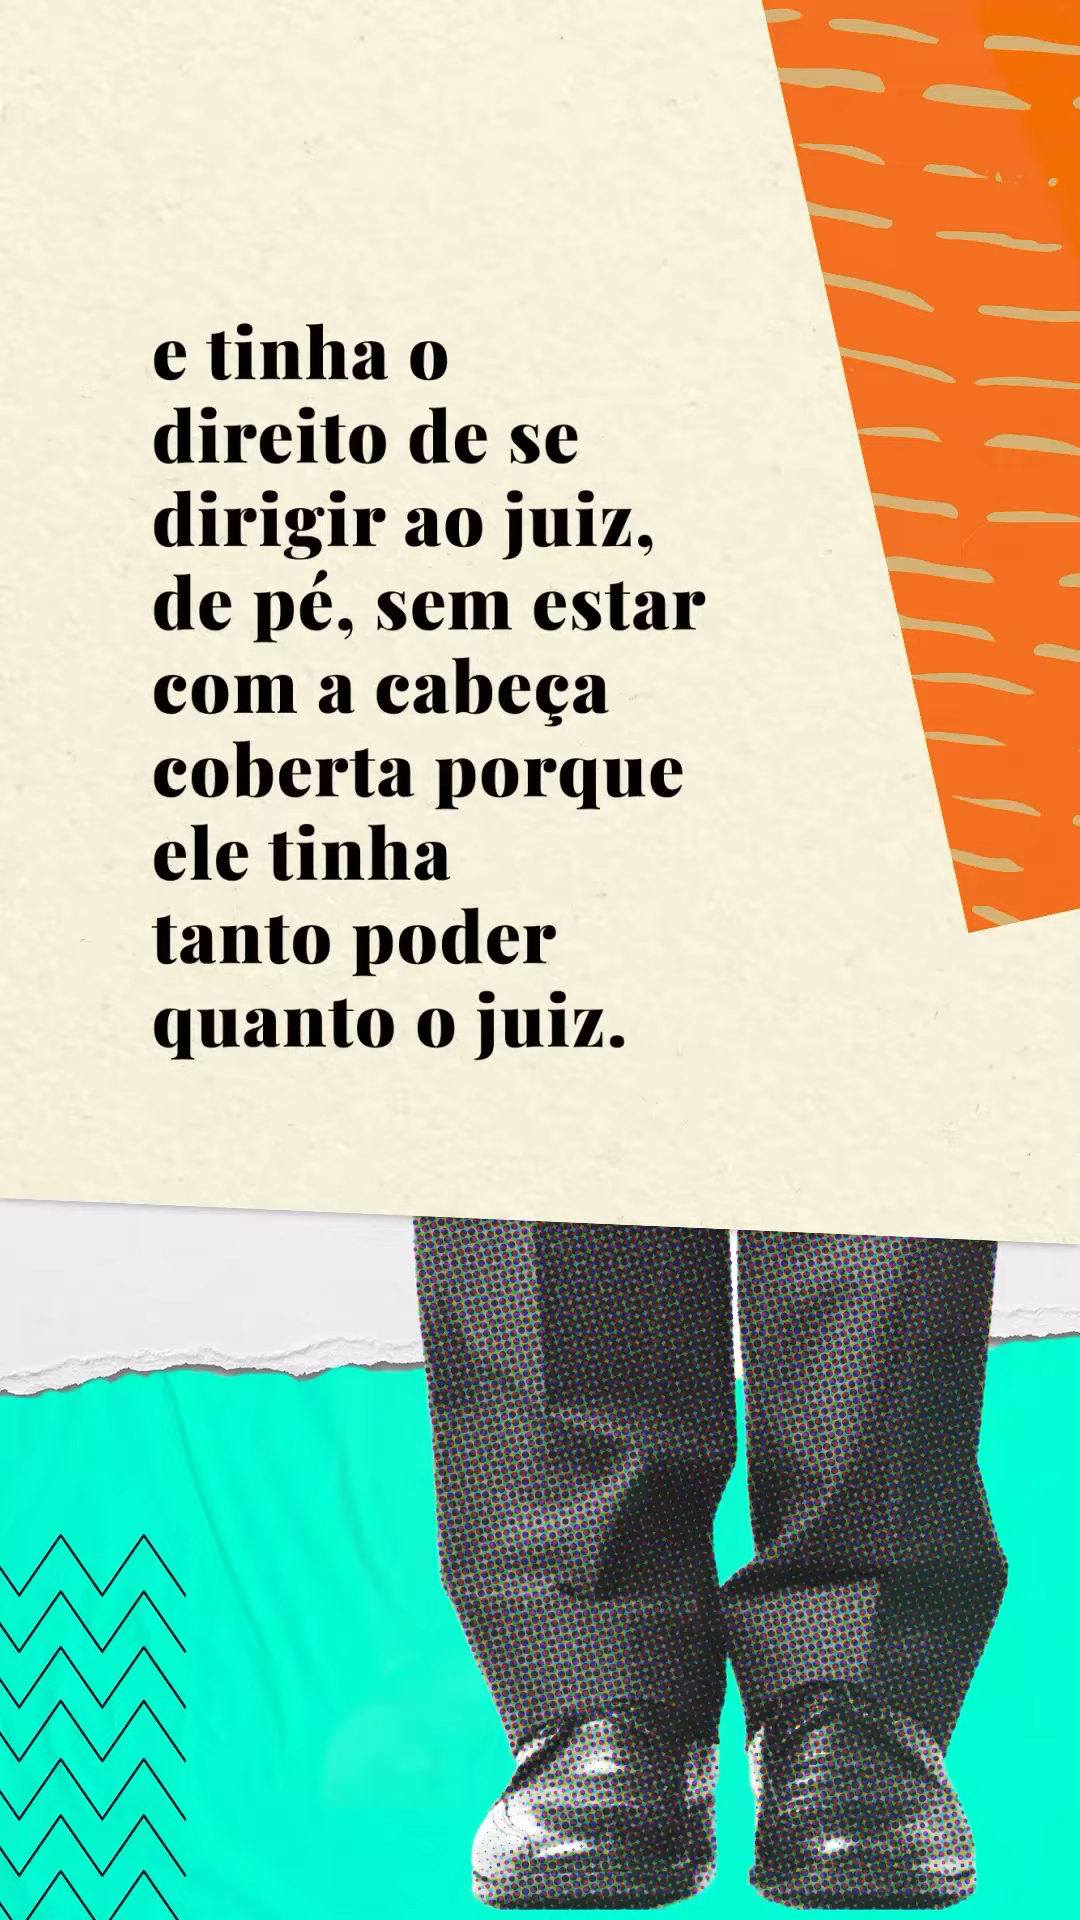 e tinha o
direito de se
dirigir ao juiz,
de pé, sem estar
com a cabeça
coberta porque
ele tinha
tanto poder
quanto o juiz.